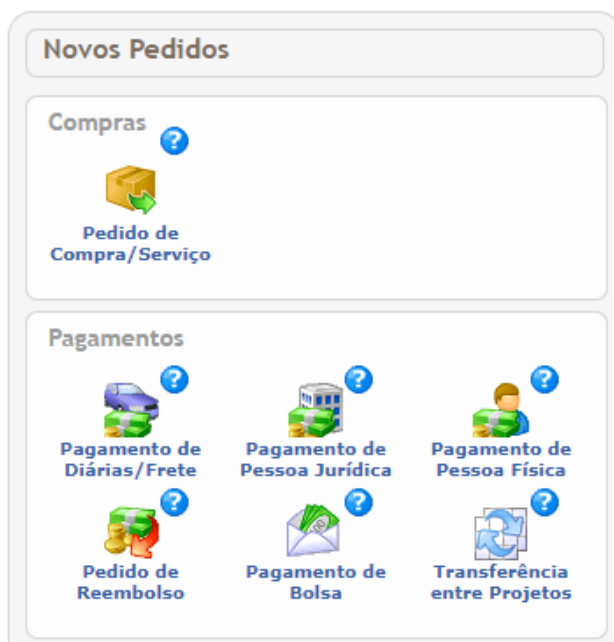 Novos Pedidos
Compras
?
Pedido de
Compra/Serviço
Pagamentos
? ? ?
Pagamento de Pagamento de Pagamento de
Diárias/Frete Pessoa Jurídica Pessoa Física
? ? ?
Pedido de Pagamento de Transferência
Reembolso Bolsa entre Projetos